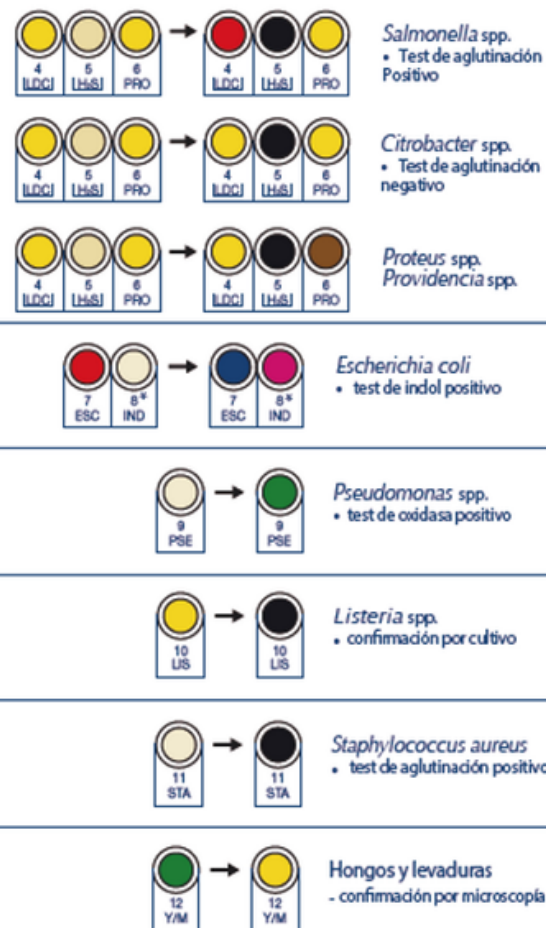 Salmonella spp.
• Test de aglutinación
Positivo
4 5 6 4 5 6
LDC H₂S PRO LDC H₂S PRO
Citrobacter spp.
• Test de aglutinación
negativo
4 5 6 4 5 6
LDC H₂S PRO LDC H₂S PRO
Proteus spp.
Providencia spp.
4 5 6 4 5 6
LDC H₂S PRO LDC H₂S PRO
Escherichia coli
• test de indol positivo
7 8* 7 8*
ESC IND ESC IND
Pseudomonas spp.
• test de oxidasa positivo
9 9
PSE PSE
Listeria spp.
• confirmación por cultivo
10 10
LIS LIS
Staphylococcus aureus
• test de aglutinación positivo
11 11
STA STA
Hongos y levaduras
- confirmación por microscopía
12 12
Y/M Y/M